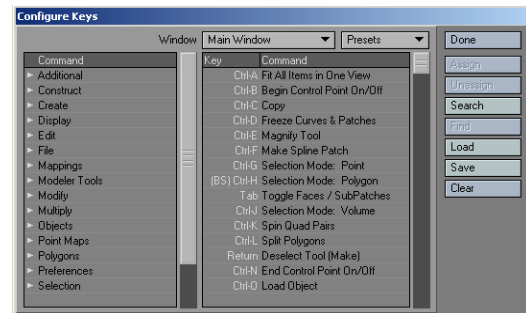 Configure Keys
Window Main Window Presets
Command
Additional
Construct
Create
Display
Edit
File
Mappings
Modeler Tools
Modify
Multiply
Objects
Point Maps
Polygons
Preferences
Selection
Key Command
Ctrl-A Fit All Items in One View
Ctrl-B Begin Control Point On/Off
Ctrl-C Copy
Ctrl-D Freeze Curves & Patches
Ctrl-E Magnify Tool
Ctrl-F Make Spline Patch
Ctrl-G Selection Mode: Point
(BS) Ctrl-H Selection Mode: Polygon
Tab Toggle Faces / SubPatches
Ctrl-J Selection Mode: Volume
Ctrl-K Spin Quad Pairs
Ctrl-L Split Polygons
Return Deselect Tool (Make)
Ctrl-N End Control Point On/Off
Ctrl-O Load Object
Done
Assign
Unassign
Search
Find
Load
Save
Clear